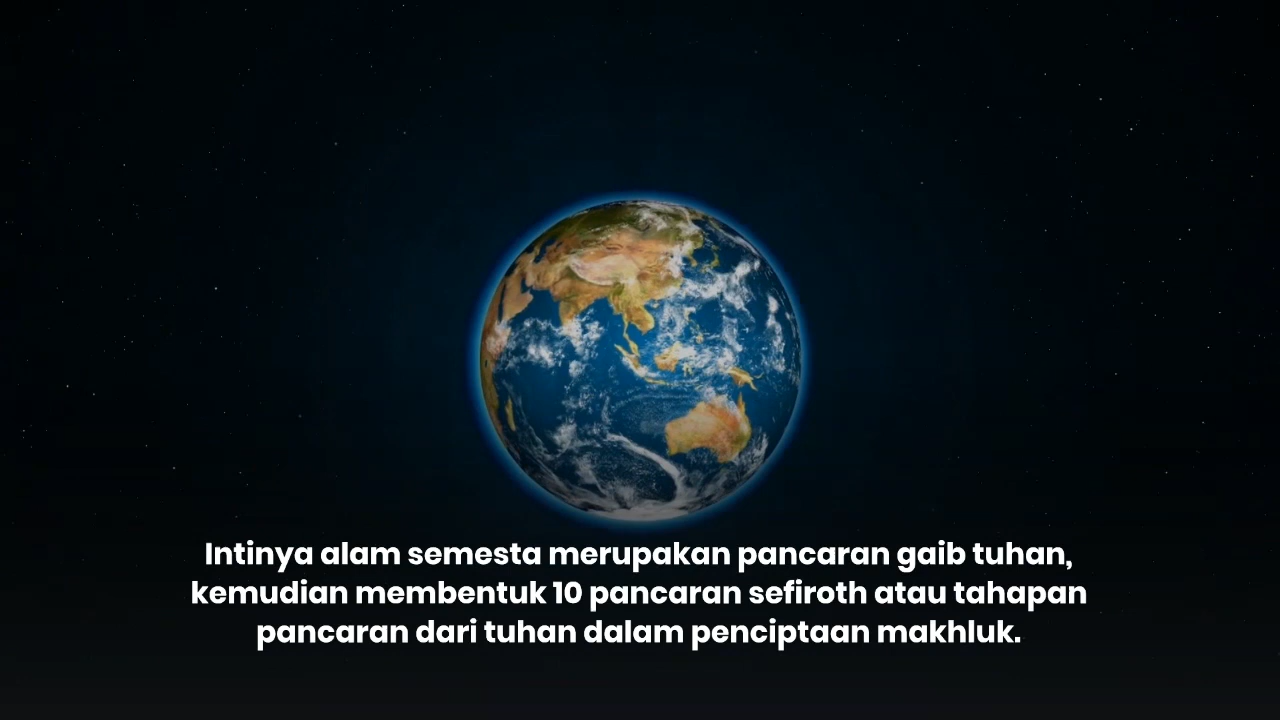 Intinya alam semesta merupakan pancaran gaib tuhan,
kemudian membentuk 10 pancaran sefiroth atau tahapan
pancaran dari tuhan dalam penciptaan makhluk.